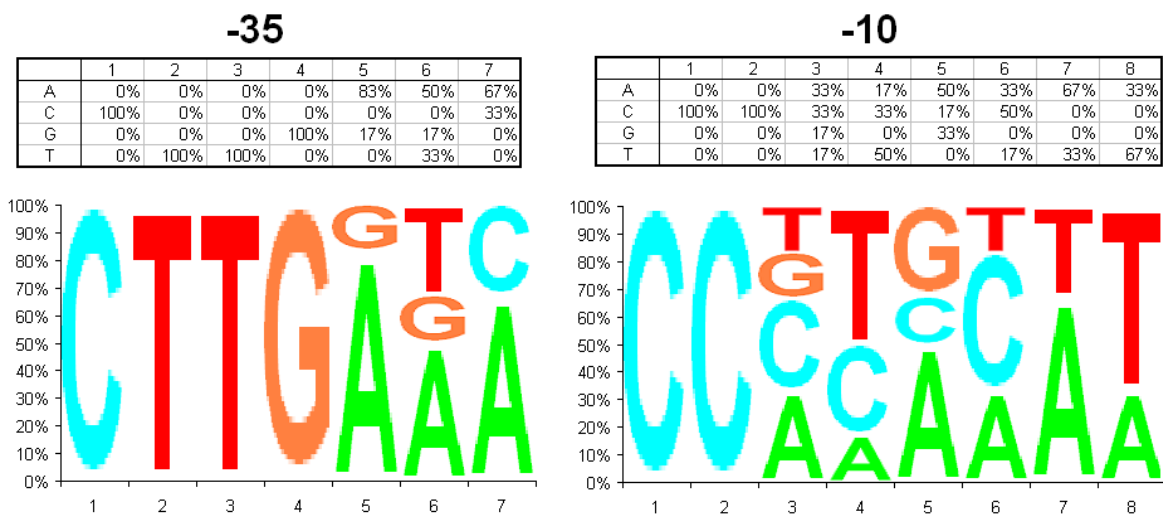 -35
1 2 3 4 5 6 7
A 0% 0% 0% 0% 83% 50% 67%
C 100% 0% 0% 0% 0% 0% 33%
G 0% 0% 0% 100% 17% 17% 0%
T 0% 100% 100% 0% 0% 33% 0%
100%
90%
80%
70%
60%
50%
40%
30%
20%
10%
0%
C T T G G A T G A C A
1 2 3 4 5 6 7
-10
1 2 3 4 5 6 7 8
A 0% 0% 33% 17% 50% 33% 67% 33%
C 100% 100% 33% 33% 17% 50% 0% 0%
G 0% 0% 17% 0% 33% 0% 0% 0%
T 0% 0% 17% 50% 0% 17% 33% 67%
100%
90%
80%
70%
60%
50%
40%
30%
20%
10%
0%
C C T G C A T C A G C A T C A T A T A
1 2 3 4 5 6 7 8